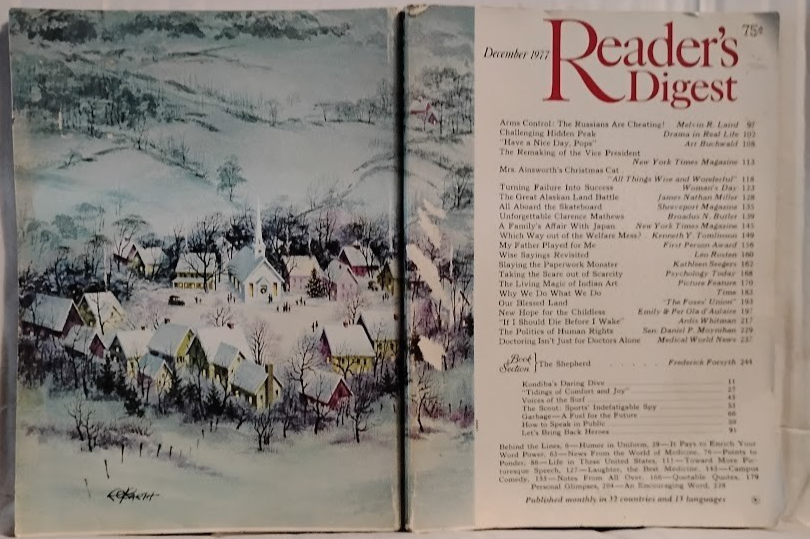 75¢
December 1977
Reader's
Digest
Arms Control: The Russians Are Cheating! Melvin R. Laird 97
Challenging Hidden Peak Drama in Real Life 102
"Have a Nice Day, Pops" Art Buchwald 108
The Remaking of the Vice President
New York Times Magazine 113
Mrs. Ainsworth's Christmas Cat
"All Things Wise and Wonderful" 118
Turning Failure Into Success Woman's Day 123
The Great Alaskan Land Battle James Nathan Miller 128
All Aboard the Skateboard Shreveport Magazine 135
Unforgettable Clarence Mathews Broadus N. Butler 139
A Family's Affair With Japan New York Times Magazine 145
Which Way out of the Welfare Mess? Kenneth Y. Tomlinson 149
My Father Played for Me First Person Award 156
Wise Sayings Revisited Leo Rosten 160
Slaying the Paperwork Monster Kathleen Seegers 162
Taking the Scare out of Scarcity Psychology Today 168
The Living Magic of Indian Art Picture Feature 170
Why We Do What We Do Time 183
Our Blessed Land "The Foxes' Union" 193
New Hope for the Childless Emily & Per Ola d'Aulaire 197
"If I Should Die Before I Wake" Ardis Whitman 217
The Politics of Human Rights Sen. Daniel P. Moynihan 229
Doctoring Isn't Just for Doctors Alone Medical World News 237
Book
Section } The Shepherd . . . . . Frederick Forsyth 244
Kondiba's Daring Dive 11
"Tidings of Comfort and Joy" 27
Voices of the Surf 45
The Scout: Sports' Indefatigable Spy 53
Garbage—A Fuel for the Future 66
How to Speak in Public
Let's Bring Back Heroes
Behind the Lines, 6—Humor in Uniform, 39—It Pays to Enrich Your
Word Power, 63—News From the World of Medicine, 76—Points to
Ponder, 88—Life in These United States, 111—Toward More Pic-
turesque Speech, 127—Laughter, the Best Medicine, 143—Campus
Comedy, 155—Notes From All Over, 166—Quotable Quotes, 179
Personal Glimpses, 204—An Encouraging Word, 224
Published monthly in 32 countries and 13 languages